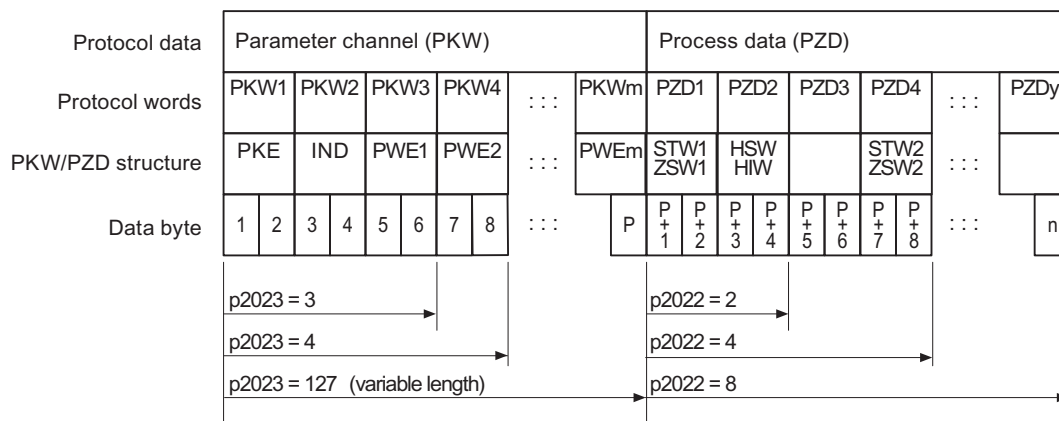 Protocol data Parameter channel (PKW) Process data (PZD)
Protocol words PKW1 PKW2 PKW3 PKW4 : : : PKWm PZD1 PZD2 PZD3 PZD4 : : : PZDy
PKW/PZD structure PKE IND PWE1 PWE2 : : : PWEm STW1 ZSW1 HSW HIW STW2 ZSW2 : : :
Data byte 1 2 3 4 5 6 7 8 : : : P P+1 P+2 P+3 P+4 P+5 P+6 P+7 P+8 : : : n
p2023 = 3 p2022 = 2
p2023 = 4 p2022 = 4
p2023 = 127 (variable length) p2022 = 8